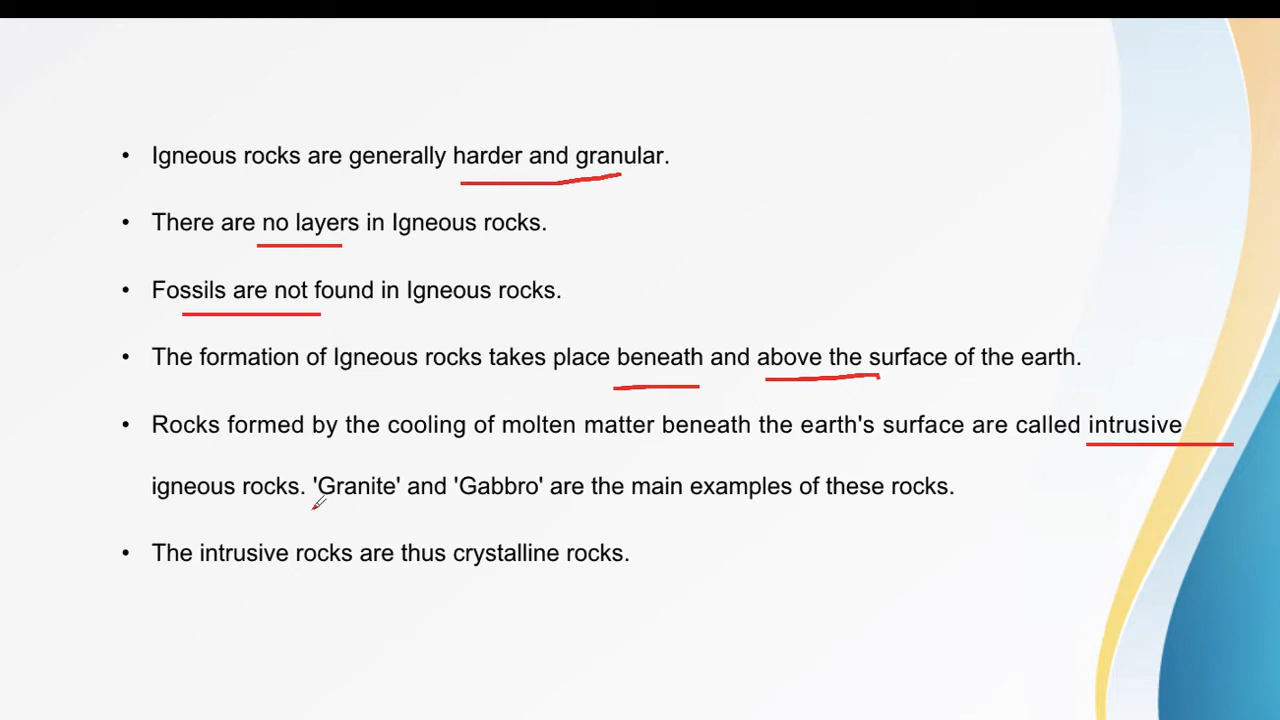 • Igneous rocks are generally harder and granular.
• There are no layers in Igneous rocks.
• Fossils are not found in Igneous rocks.
• The formation of Igneous rocks takes place beneath and above the surface of the earth.
• Rocks formed by the cooling of molten matter beneath the earth's surface are called intrusive
igneous rocks. 'Granite' and 'Gabbro' are the main examples of these rocks.
• The intrusive rocks are thus crystalline rocks.